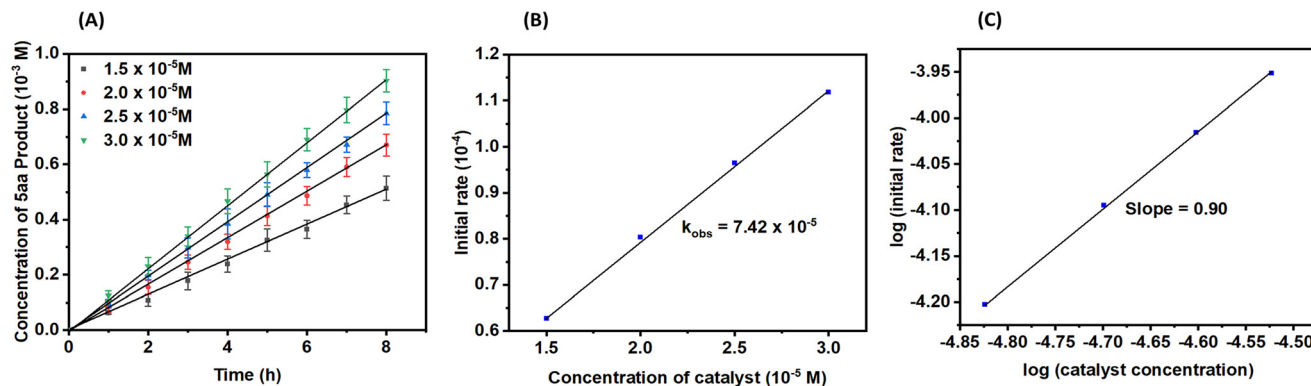 (A)
Concentration of 5aa Product (10⁻³ M)
1.0
0.8
0.6
0.4
0.2
0.0
1.5 x 10⁻⁵M
2.0 x 10⁻⁵M
2.5 x 10⁻⁵M
3.0 x 10⁻⁵M
0 2 4 6 8
Time (h)
(B)
Initial rate (10⁻⁴)
1.2
1.1
1.0
0.9
0.8
0.7
0.6
k_obs = 7.42 x 10⁻⁵
1.5 2.0 2.5 3.0
Concentration of catalyst (10⁻⁵ M)
(C)
log (initial rate)
-3.95
-4.00
-4.05
-4.10
-4.15
-4.20
Slope = 0.90
-4.85 -4.80 -4.75 -4.70 -4.65 -4.60 -4.55 -4.50
log (catalyst concentration)